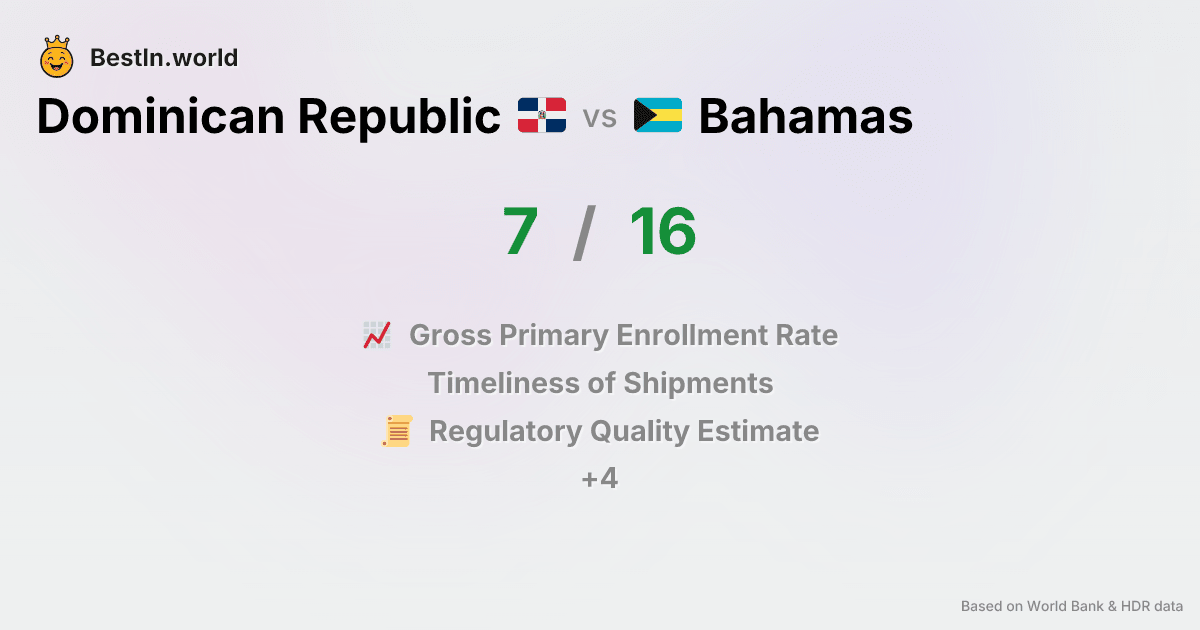 BestIn.world
Dominican Republic vs Bahamas
7 / 16
Gross Primary Enrollment Rate
Timeliness of Shipments
Regulatory Quality Estimate
+4
Based on World Bank & HDR data